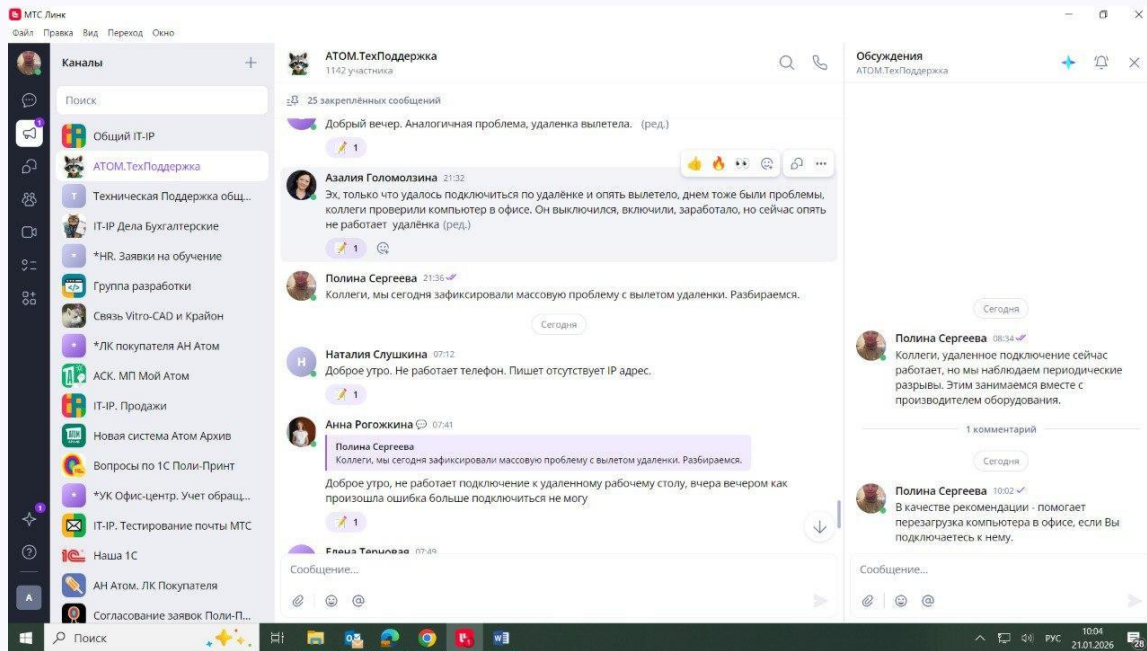 МТС Линк
Файл Правка Вид Переход Окно
Каналы
Поиск
Общий IT-IP
АТОМ.ТехПоддержка
Техническая Поддержка общ...
IT-IP Дела Бухгалтерские
*HR. Заявки на обучение
Группа разработки
Связь Vitro-CAD и Крайон
*ЛК покупателя АН Атом
АСК. МП Мой Атом
IT-IP. Продажи
Новая система Атом Архив
Вопросы по 1С Поли-Принт
*УК Офис-центр. Учет обращ...
IT-IP. Тестирование почты МТС
Наша 1С
АН Атом. ЛК Покупателя
Согласование заявок Поли-П...
АТОМ.ТехПоддержка
1142 участника
25 закреплённых сообщений
Добрый вечер. Аналогичная проблема, удаленка вылетела. (ред.)
1
Азалия Голомолзина 21:32
Эх, только что удалось подключиться по удалёнке и опять вылетело, днем тоже были проблемы,
коллеги проверили компьютер в офисе. Он выключился, включили, заработало, но сейчас опять
не работает удалёнка (ред.)
1
Полина Сергеева 21:36
Коллеги, мы сегодня зафиксировали массовую проблему с вылетом удаленки. Разбираемся.
Сегодня
Н
Наталия Слушкина 07:12
Доброе утро. Не работает телефон. Пишет отсутствует IP адрес.
1
Анна Рогожкина 07:41
Полина Сергеева
Коллеги, мы сегодня зафиксировали массовую проблему с вылетом удаленки. Разбираемся.
Доброе утро, не работает подключение к удаленному рабочему столу, вчера вечером как
произошла ошибка больше подключиться не могу
1
Елена Терновая 07:49
Сообщение...
Обсуждения
АТОМ.ТехПоддержка
Сегодня
Полина Сергеева 08:34
Коллеги, удаленное подключение сейчас
работает, но мы наблюдаем периодические
разрывы. Этим занимаемся вместе с
производителем оборудования.
1 комментарий
Сегодня
Полина Сергеева 10:02
В качестве рекомендации - помогает
перезагрузка компьютера в офисе, если Вы
подключаетесь к нему.
Сообщение...
А
Поиск
РУС
10:04
21.01.2026
28